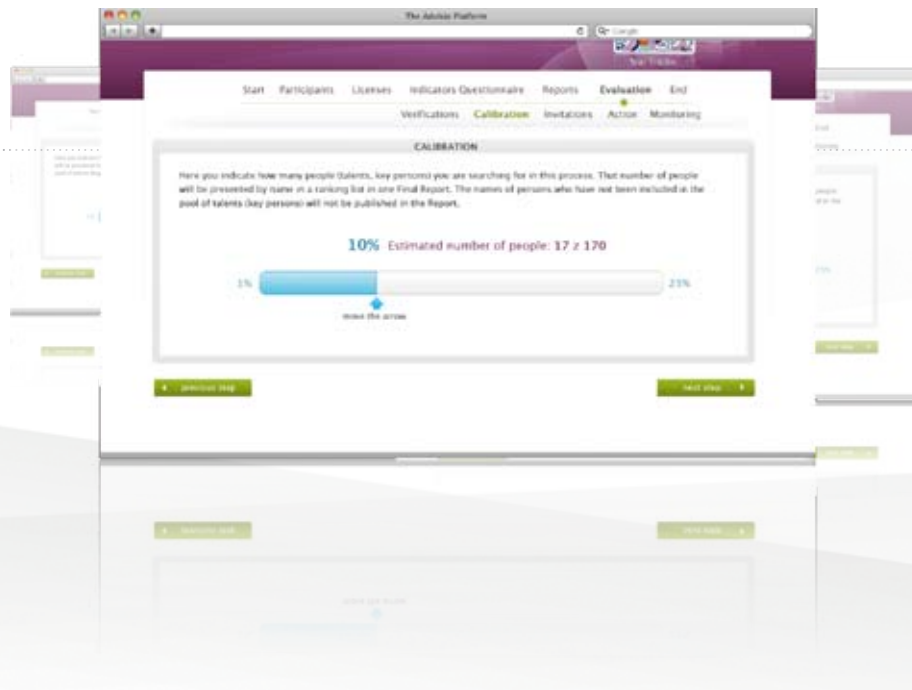 Google
Start Participants Licenses Indicators Questionnaire Reports Evaluation End
Verifications Calibration Invitations Action Monitoring
CALIBRATION
Here you indicate how many people (talents, key persons) you are searching for in this process. That number of people
will be presented by name in a ranking list in one Final Report. The names of persons who have not been included in the
pool of talents (key persons) will not be published in the Report.
10% Estimated number of people: 17 z 170
1% 25%
move the arrow
previous step next step